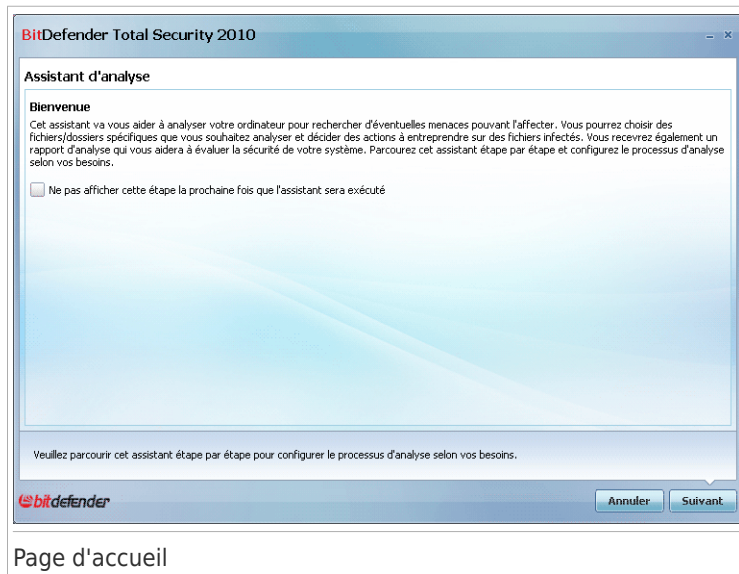 BitDefender Total Security 2010
Assistant d'analyse
Bienvenue
Cet assistant va vous aider à analyser votre ordinateur pour rechercher d'éventuelles menaces pouvant l'affecter. Vous pourrez choisir des
fichiers/dossiers spécifiques que vous souhaitez analyser et décider des actions à entreprendre sur des fichiers infectés. Vous recevrez également un
rapport d'analyse qui vous aidera à évaluer la sécurité de votre système. Parcourez cet assistant étape par étape et configurez le processus d'analyse
selon vos besoins.
Ne pas afficher cette étape la prochaine fois que l'assistant sera exécuté
Veuillez parcourir cet assistant étape par étape pour configurer le processus d'analyse selon vos besoins.
bitdefender
Annuler
Suivant
Page d'accueil